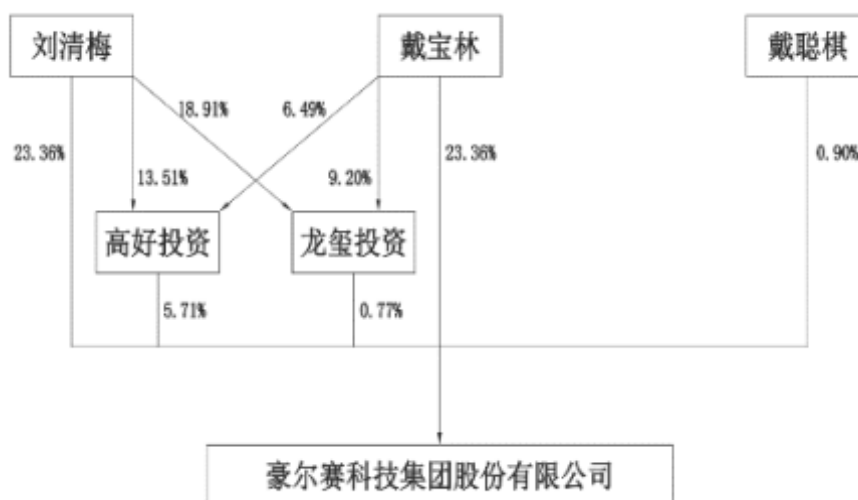 刘清梅
戴宝林
戴聪棋
18.91%
6.49%
23.36%
23.36%
0.90%
13.51%
9.20%
高好投资
龙玺投资
5.71%
0.77%
豪尔赛科技集团股份有限公司